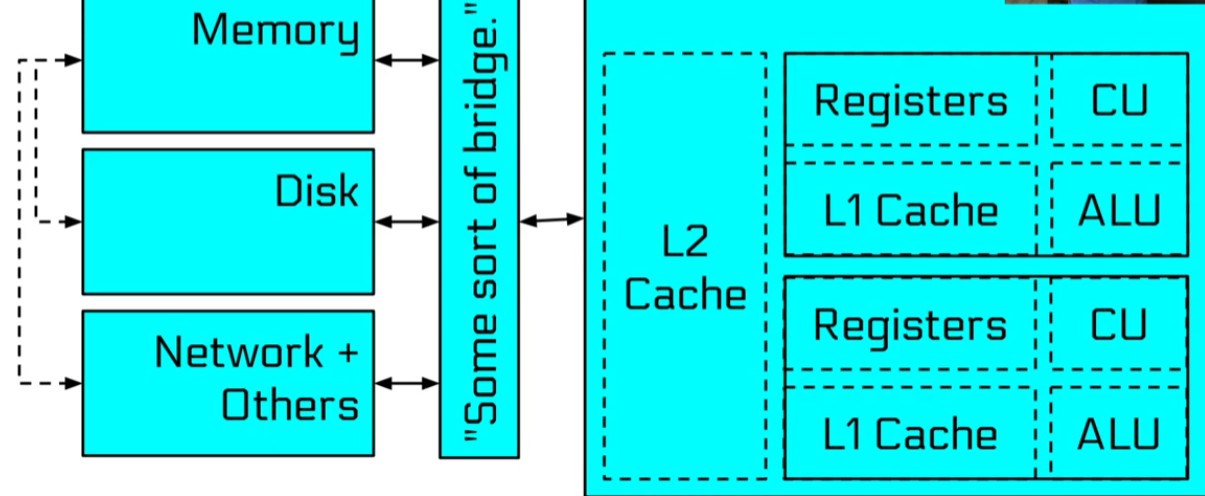 Memory
Disk
Network +
Others
"Some sort of bridge."
L2
Cache
Registers
CU
L1 Cache
ALU
Registers
CU
L1 Cache
ALU